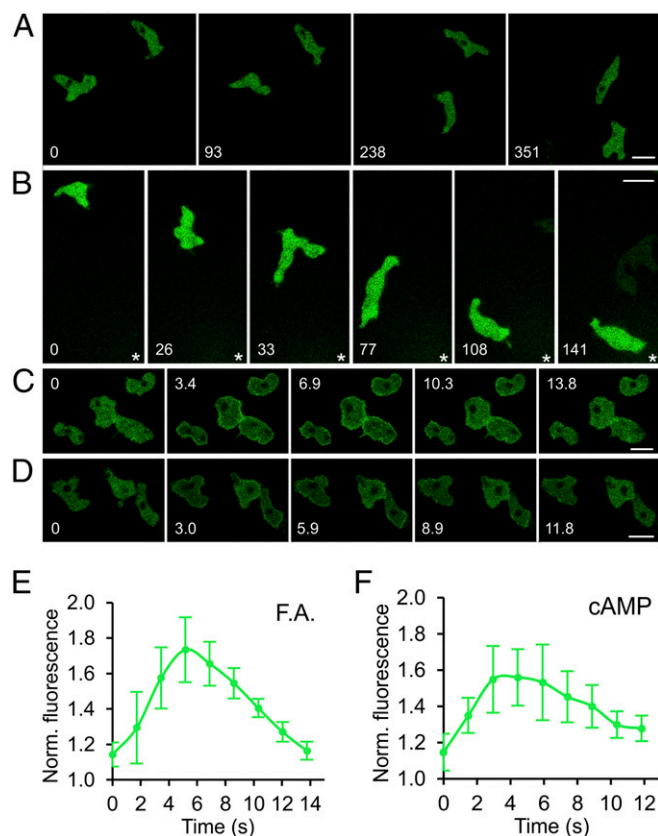 A
0 93 238 351
B
0 26 33 77 108 141
* * * * * *
C
0 3.4 6.9 10.3 13.8
D
0 3.0 5.9 8.9 11.8
E
F.A.
Norm. fluorescence
2.0
1.8
1.6
1.4
1.2
1.0
0 2 4 6 8 10 12 14
Time (s)
F
cAMP
Norm. fluorescence
2.0
1.8
1.6
1.4
1.2
1.0
0 2 4 6 8 10 12
Time (s)